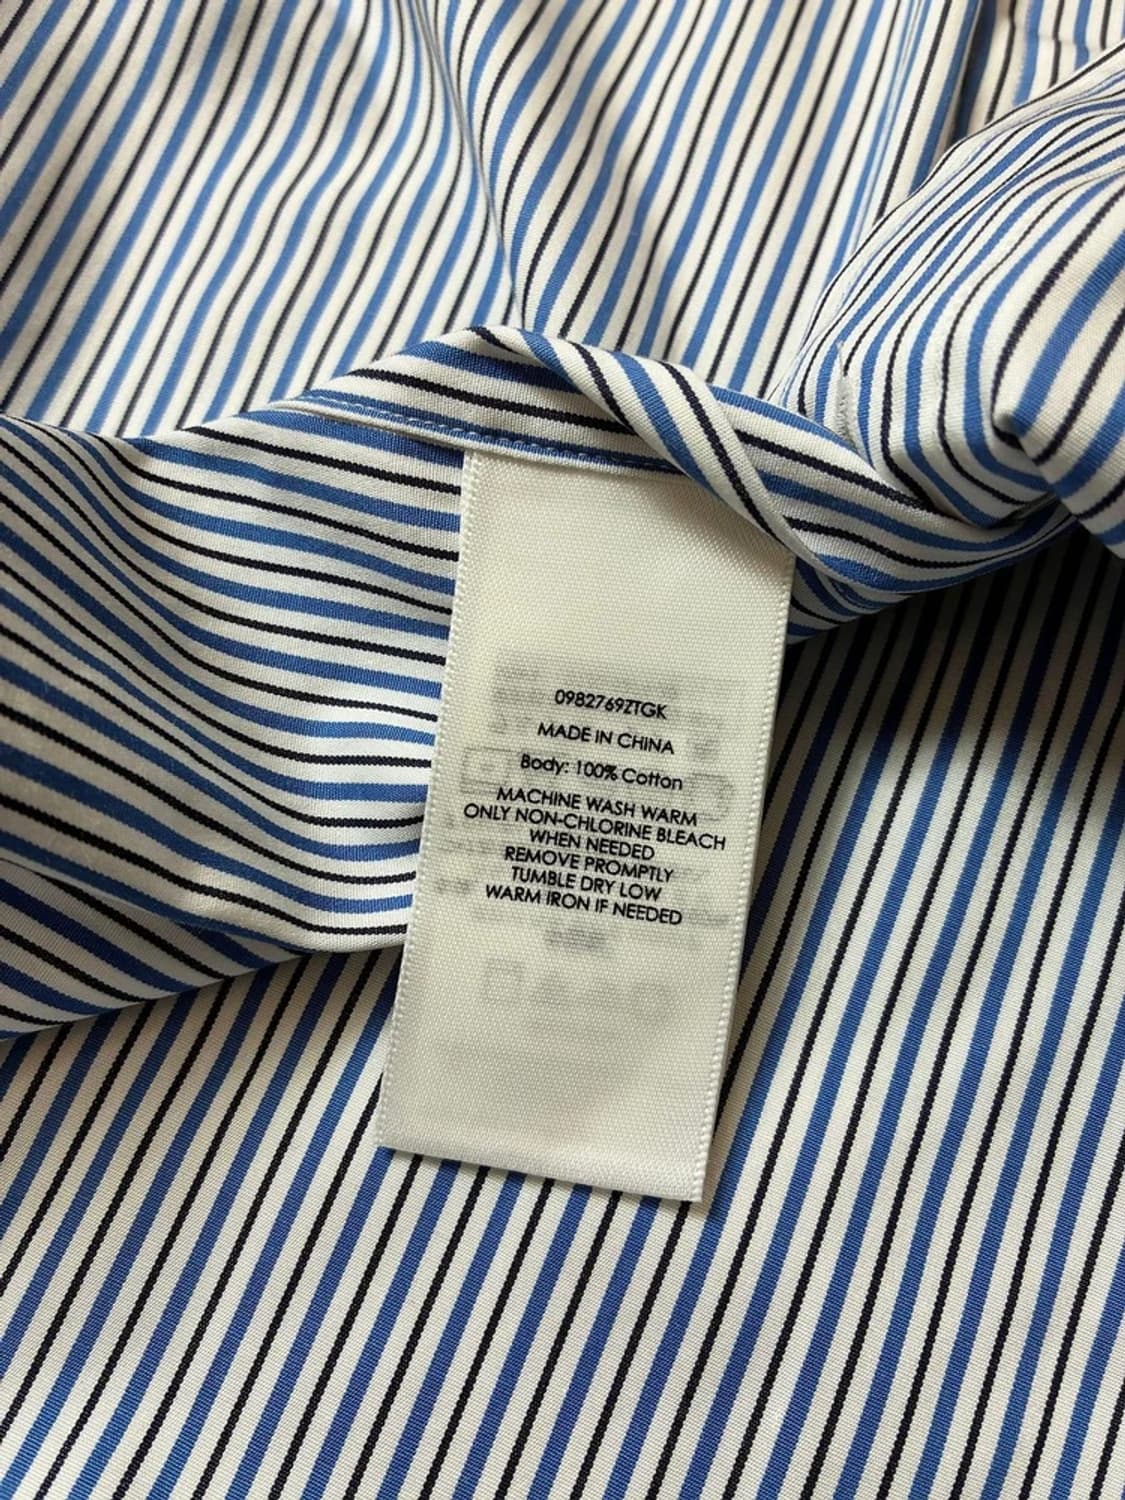 0982769ZTGK
MADE IN CHINA
Body: 100% Cotton
MACHINE WASH WARM
ONLY NON-CHLORINE BLEACH
WHEN NEEDED
REMOVE PROMPTLY
TUMBLE DRY LOW
WARM IRON IF NEEDED